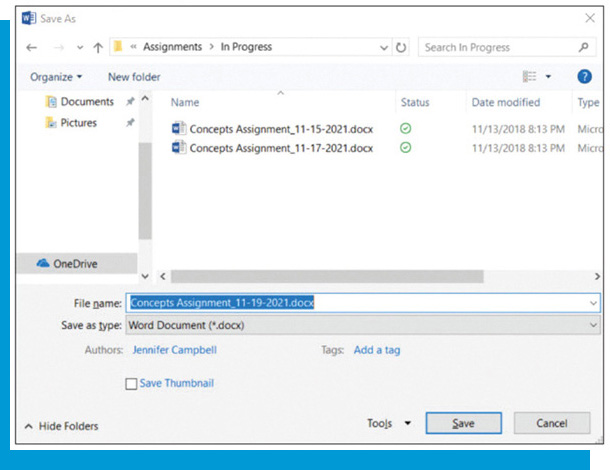 Save As
« Assignments > In Progress
Search In Progress
Organize
New folder
Documents
Pictures
OneDrive
Name
Status
Date modified
Type
Concepts Assignment_11-15-2021.docx
11/13/2018 8:13 PM
Micro
Concepts Assignment_11-17-2021.docx
11/13/2018 8:13 PM
Micro
File name:
Concepts Assignment_11-19-2021.docx
Save as type:
Word Document (*.docx)
Authors:
Jennifer Campbell
Tags:
Add a tag
Save Thumbnail
Hide Folders
Tools
Save
Cancel